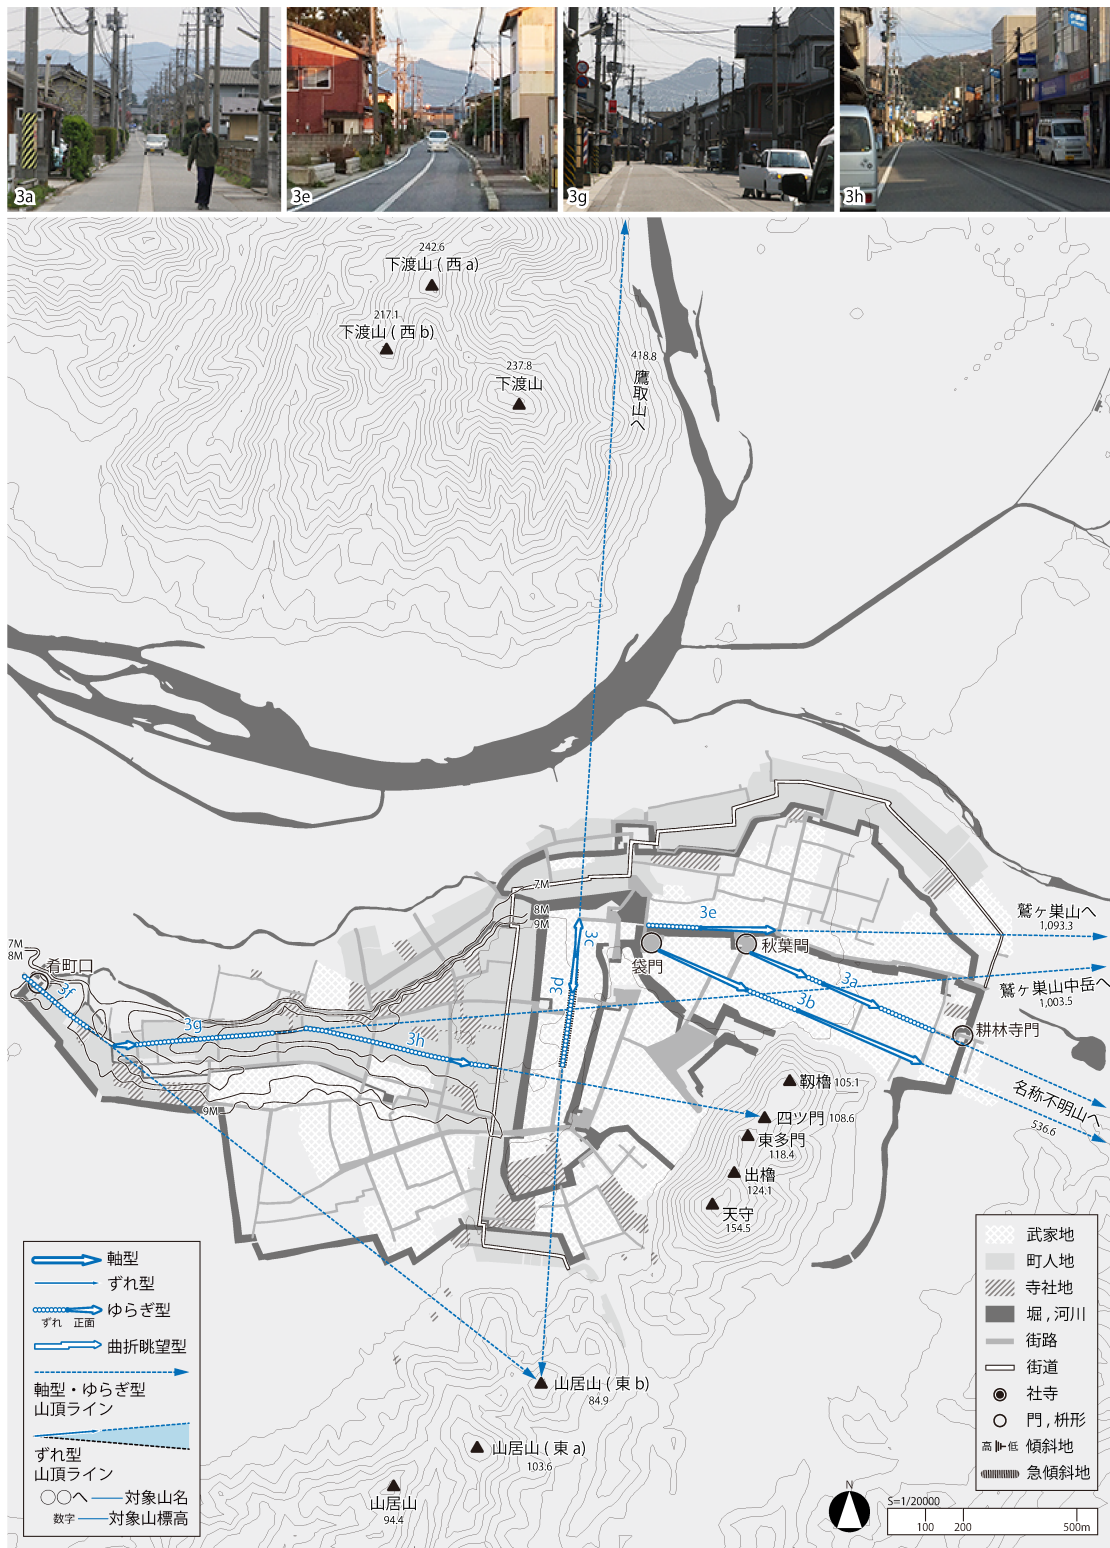 3a
3e
3g
3h
242.6
下渡山 ( 西 a)
217.1
下渡山 ( 西 b)
237.8
下渡山
418.8
鷹取山へ
7M
8M
9M
3e
鷲ヶ巣山へ
1,093.3
袋門
秋葉門
3c
3d
3a
3b
鷲ヶ巣山中岳へ
1,003.5
7M
8M
肴町口
3f
3g
3h
耕林寺門
名称不明山へ
536.6
9M
靱櫓 105.1
四ツ門 108.6
東多門
118.4
出櫓
124.1
天守
154.5
山居山 ( 東 b)
84.9
山居山 ( 東 a)
103.6
山居山
94.4
軸型
ずれ型
ゆらぎ型
ずれ 正面
曲折眺望型
軸型・ゆらぎ型
山頂ライン
ずれ型
山頂ライン
〇〇へ 対象山名
数字 対象山標高
武家地
町人地
寺社地
堀 , 河川
街路
街道
社寺
門 , 枡形
高 低 傾斜地
急傾斜地
N
S=1/20000
100 200 500m